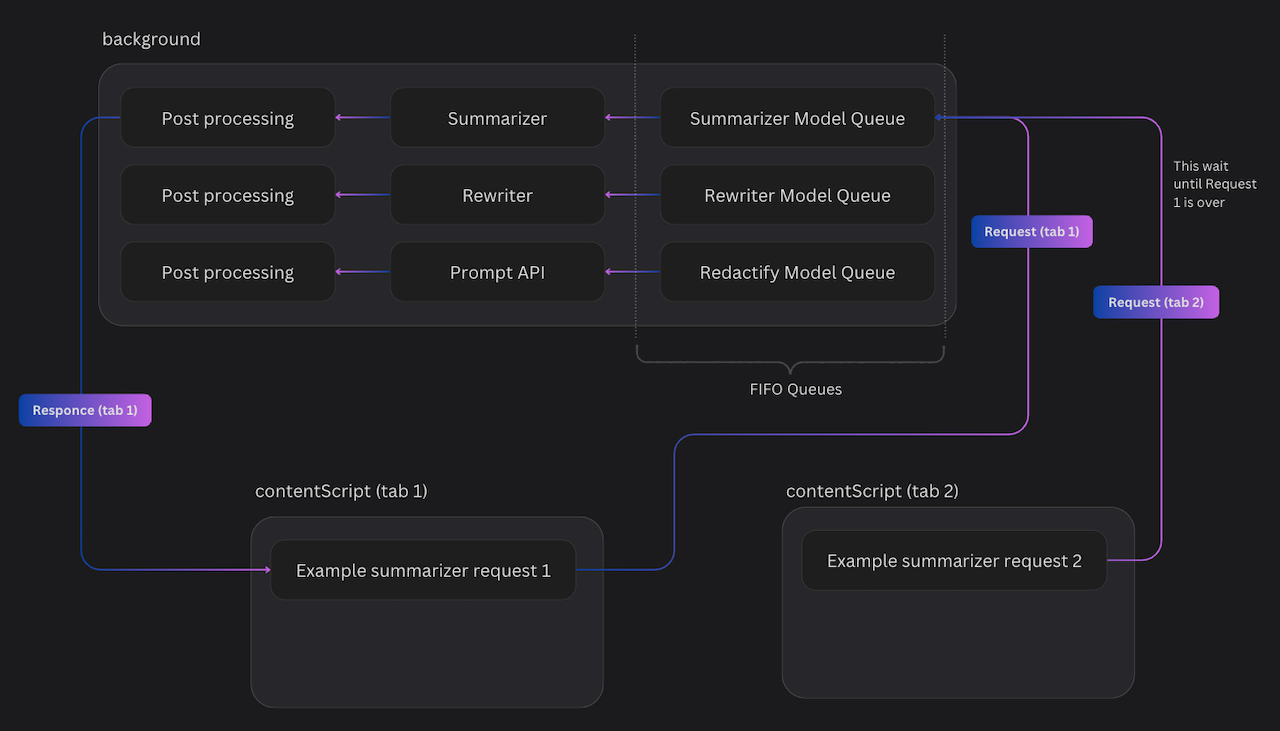 background
Post processing
Summarizer
Summarizer Model Queue
Post processing
Rewriter
Rewriter Model Queue
Post processing
Prompt API
Redactify Model Queue
This wait
until Request
1 is over
Request (tab 1)
Request (tab 2)
FIFO Queues
Responce (tab 1)
contentScript (tab 1)
Example summarizer request 1
contentScript (tab 2)
Example summarizer request 2